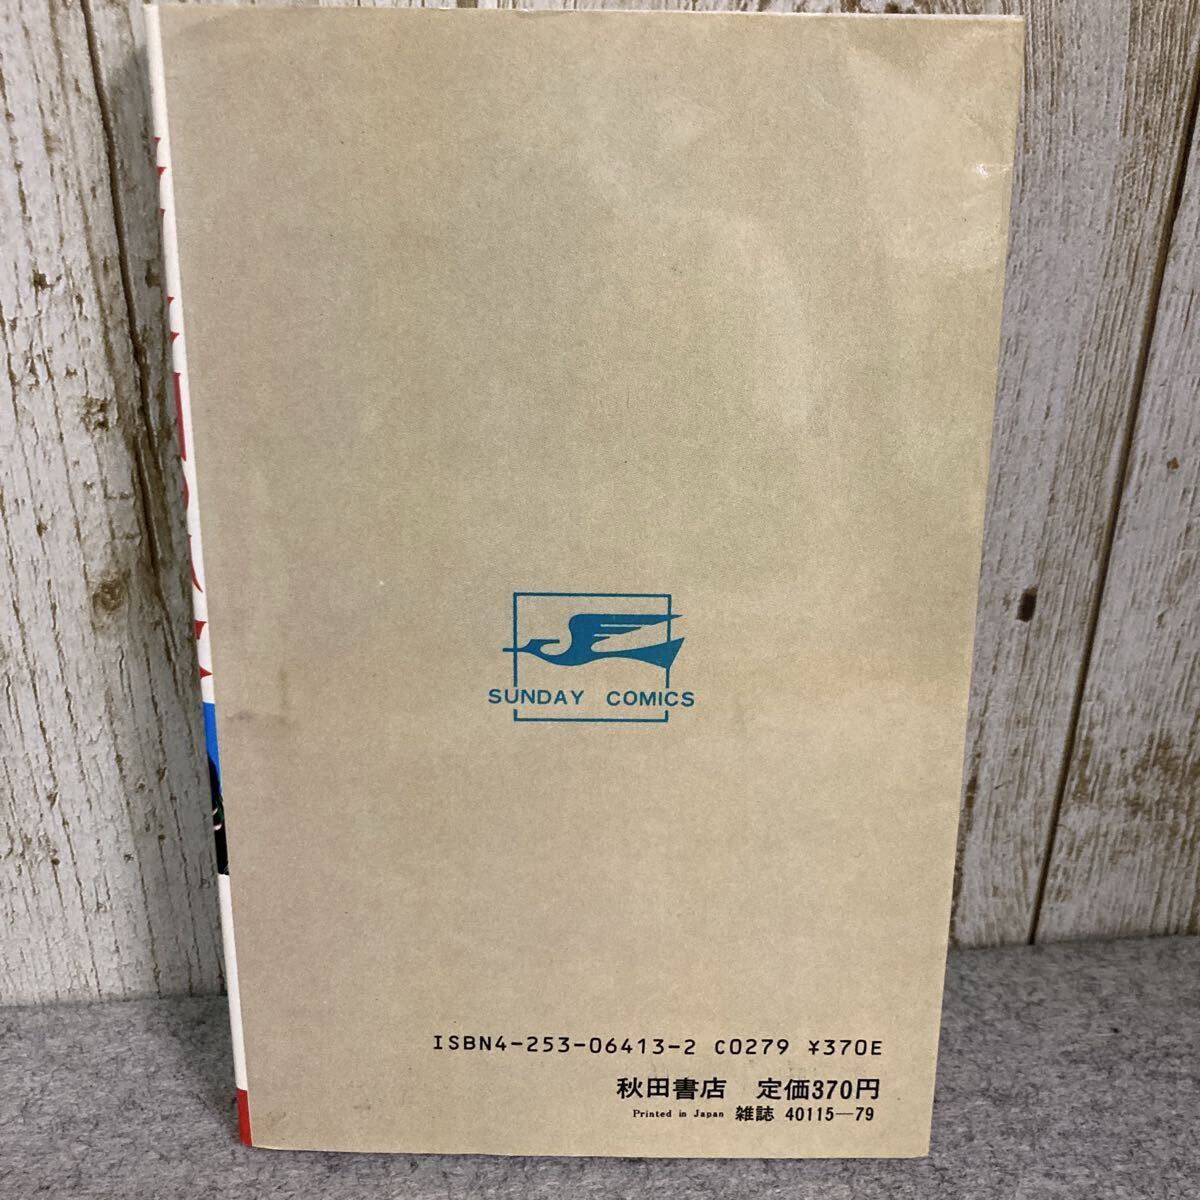 SUNDAY COMICS
ISBN4-253-06413-2 C0279 ¥370E
秋田書店 定価370円
Printed in Japan 雑誌 40115—79